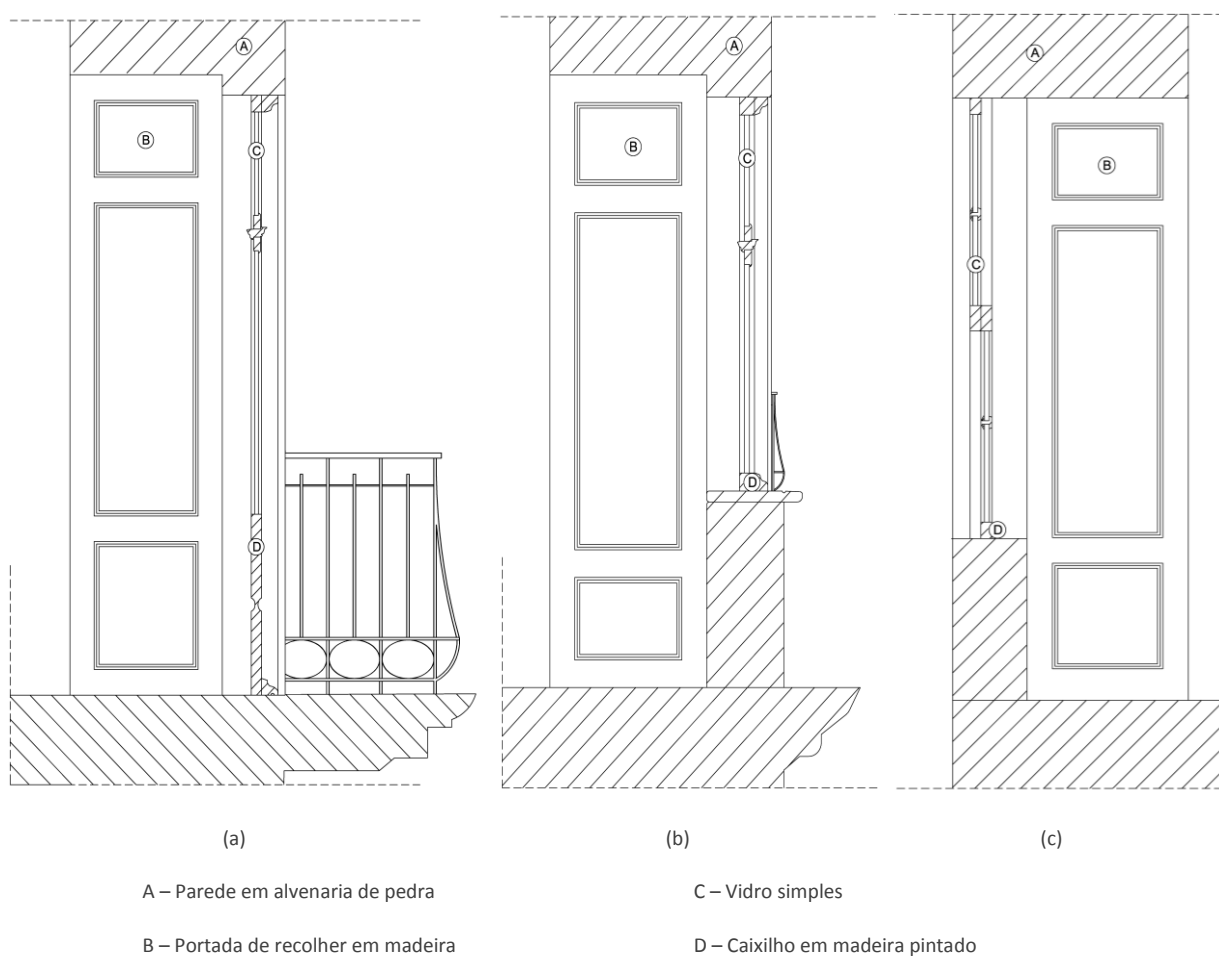 A A A
B B B
C C C
D D D
(a) (b) (c)
A – Parede em alvenaria de pedra C – Vidro simples
B – Portada de recolher em madeira D – Caixilho em madeira pintado